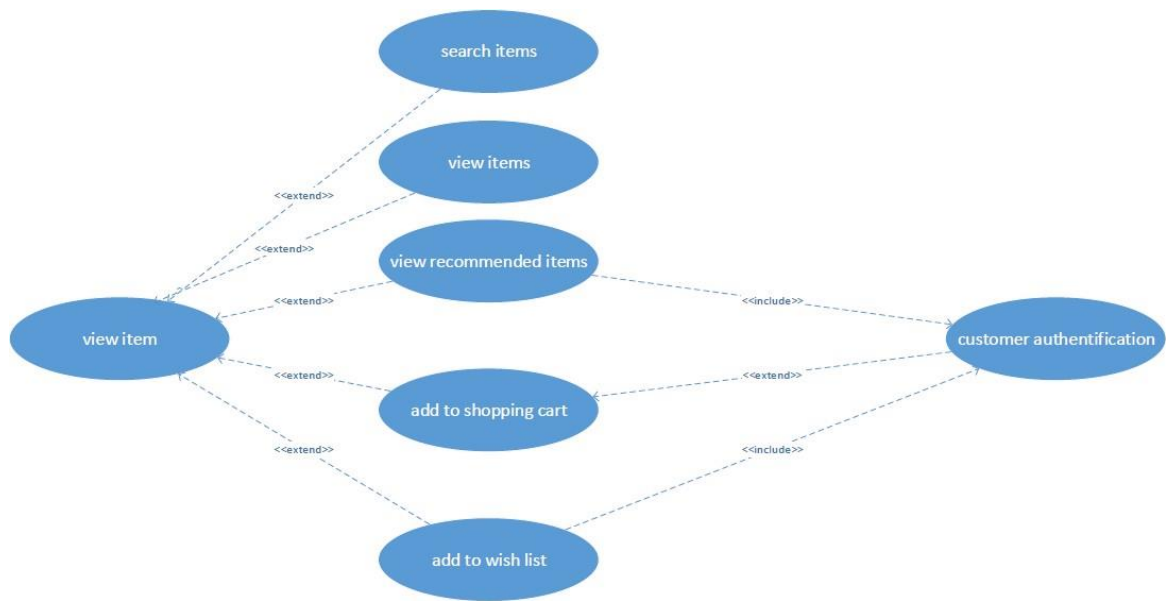 search items
view items
<<extend>>
<<extend>>
view recommended items
<<extend>>
<<include>>
view item
customer authentification
<<extend>>
<<extend>>
add to shopping cart
<<extend>>
<<include>>
add to wish list